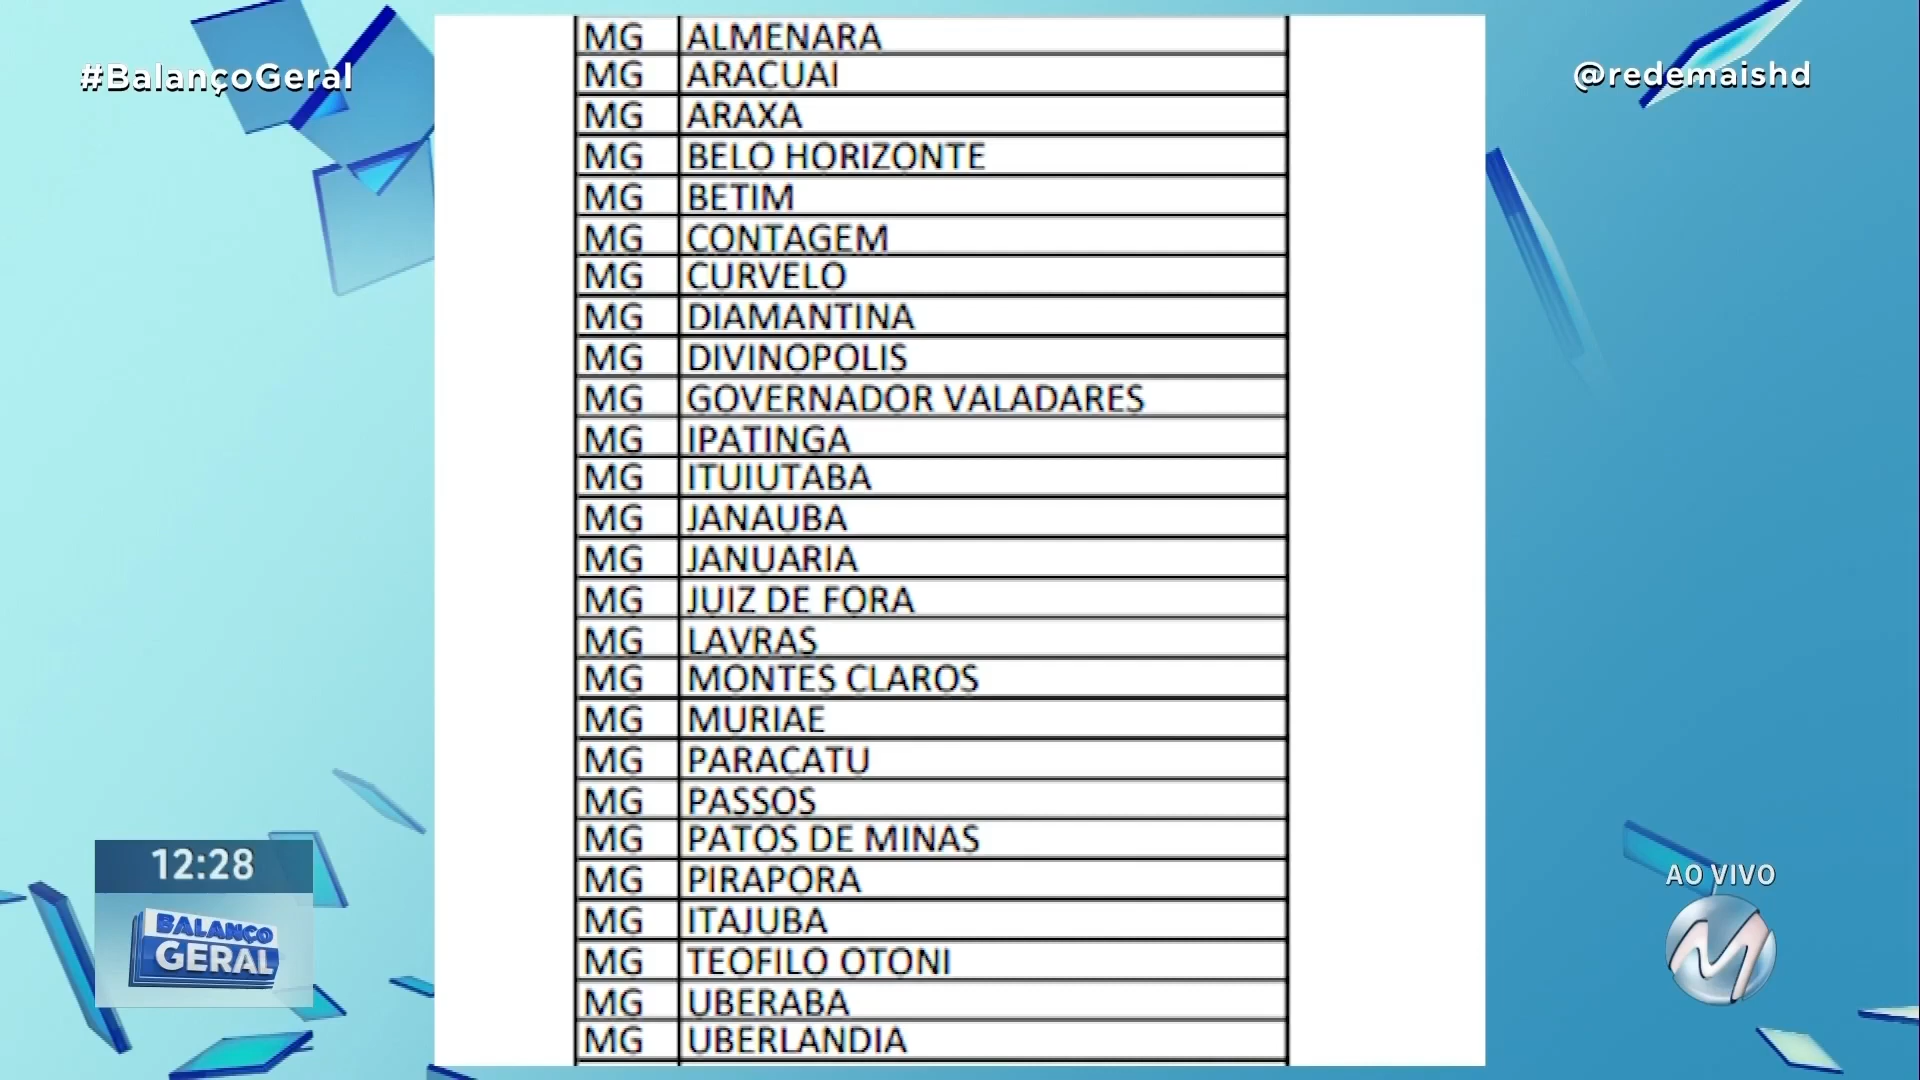 #BalançoGeral
@redemaishd
MG ALMENARA
MG ARACUAI
MG ARAXA
MG BELO HORIZONTE
MG BETIM
MG CONTAGEM
MG CURVELO
MG DIAMANTINA
MG DIVINOPOLIS
MG GOVERNADOR VALADARES
MG IPATINGA
MG ITUIUTABA
MG JANAUBA
MG JANUARIA
MG JUIZ DE FORA
MG LAVRAS
MG MONTES CLAROS
MG MURIAE
MG PARACATU
MG PASSOS
MG PATOS DE MINAS
MG PIRAPORA
MG ITAJUBA
MG TEOFILO OTONI
MG UBERABA
MG UBERLANDIA
12:28
BALANÇO
GERAL
AO VIVO
M